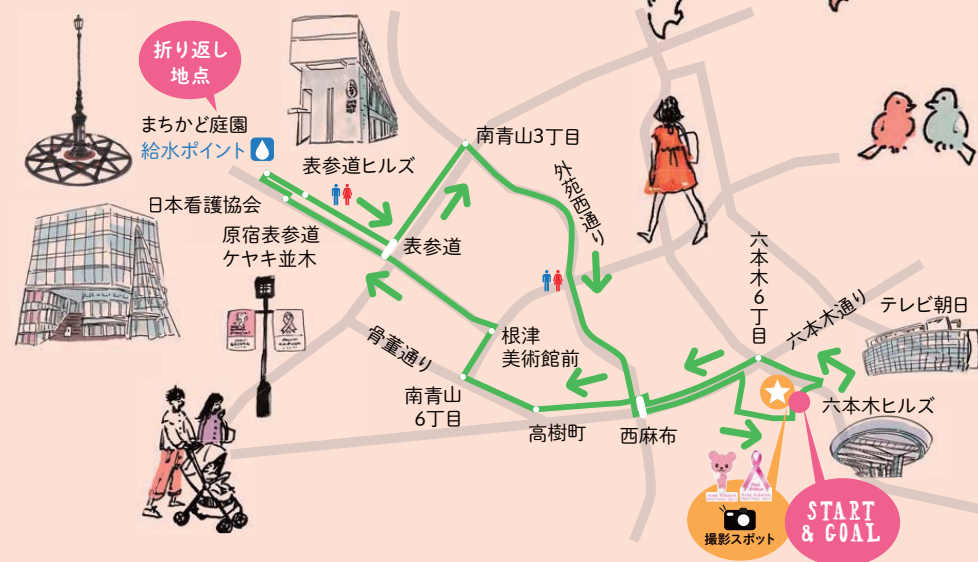 折り返し
地点
まちかど庭園
給水ポイント
表参道ヒルズ
南青山3丁目
外苑西通り
日本看護協会
原宿表参道
ケヤキ並木
表参道
根津
美術館前
骨董通り
南青山
6丁目
高樹町
西麻布
六本木6丁目
六本木通り
テレビ朝日
六本木ヒルズ
撮影スポット
START
& GOAL